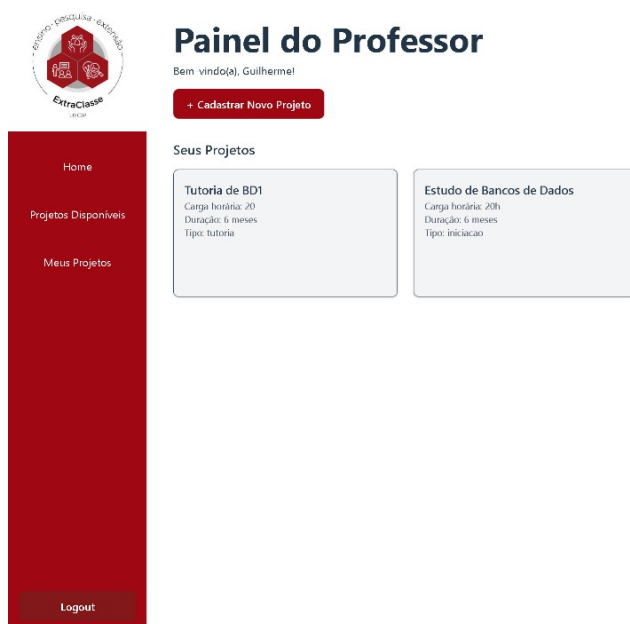 ensino · pesquisa · extensão
ExtraClasse
Painel do Professor
Bem vindo(a), Guilherme!
+ Cadastrar Novo Projeto
Home
Projetos Disponíveis
Meus Projetos
Seus Projetos
Tutoria de BD1
Carga horária: 20
Duração: 6 meses
Tipo: tutoria
Estudo de Bancos de Dados
Carga horária: 20h
Duração: 6 meses
Tipo: iniciacao
Logout